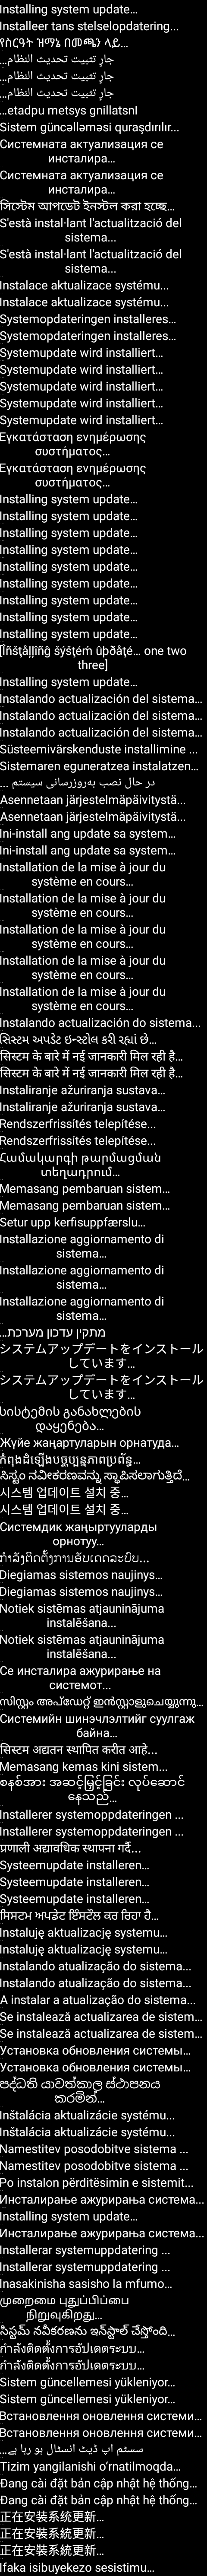 Installing system update…
Installeer tans stelselopdatering…
የስርዓት ዝማኔ በመጫን ላይ…
جارٍ تثبيت تحديث النظام…
جارٍ تثبيت تحديث النظام…
جارٍ تثبيت تحديث النظام…
…etadpu metsys gnillatsnI
Sistem güncəlləməsi quraşdırılır…
Системната актуализация се
инсталира…
Системната актуализация се
инсталира…
সিস্টেম আপডেট ইনস্টল করা হচ্ছে…
S'està instal·lant l'actualització del
sistema…
S'està instal·lant l'actualització del
sistema…
Instalace aktualizace systému…
Instalace aktualizace systému…
Systemopdateringen installeres…
Systemopdateringen installeres…
Systemupdate wird installiert…
Systemupdate wird installiert…
Systemupdate wird installiert…
Systemupdate wird installiert…
Systemupdate wird installiert…
Εγκατάσταση ενημέρωσης
συστήματος…
Εγκατάσταση ενημέρωσης
συστήματος…
Installing system update…
Installing system update…
Installing system update…
Installing system update…
Installing system update…
Installing system update…
Installing system update…
Installing system update…
Installing system update…
[Îñšţåļļîñĝ šýšţéḿ ûþðåţé… one two
three]
Installing system update…
Instalando actualización del sistema…
Instalando actualización del sistema…
Instalando actualización del sistema…
Süsteemivärskenduste installimine …
Sistemaren eguneratzea instalatzen…
در حال نصب به‌روزرسانی سیستم …
Asennetaan järjestelmäpäivitystä…
Asennetaan järjestelmäpäivitystä…
Ini-install ang update sa system…
Ini-install ang update sa system…
Installation de la mise à jour du
système en cours…
Installation de la mise à jour du
système en cours…
Installation de la mise à jour du
système en cours…
Installation de la mise à jour du
système en cours…
Installation de la mise à jour du
système en cours…
Instalando actualización do sistema…
સિસ્ટમ અપડેટ ઇન્સ્ટૉલ કરી રહ્યાં છે…
सिस्टम के बारे में नई जानकारी मिल रही है…
सिस्टम के बारे में नई जानकारी मिल रही है…
Instaliranje ažuriranja sustava…
Instaliranje ažuriranja sustava…
Rendszerfrissítés telepítése…
Rendszerfrissítés telepítése…
Համակարգի թարմացման
տեղադրում…
Memasang pembaruan sistem…
Memasang pembaruan sistem…
Setur upp kerfisuppfærslu…
Installazione aggiornamento di
sistema…
Installazione aggiornamento di
sistema…
Installazione aggiornamento di
sistema…
מתקין עדכון מערכת…
システムアップデートをインストール
しています…
システムアップデートをインストール
しています…
სისტემის განახლების
დაყენება…
Жүйе жаңартуларын орнатуда…
កំពុងដំឡើងបច្ចុប្បន្នភាពប្រព័ន្ធ…
ಸಿಸ್ಟಂ ನವೀಕರಣವನ್ನು ಸ್ಥಾಪಿಸಲಾಗುತ್ತಿದೆ…
시스템 업데이트 설치 중…
시스템 업데이트 설치 중…
Системдик жаңыртууларды
орнотуу…
ກຳລັງຕິດຕັ້ງການອັບເດດລະບົບ…
Diegiamas sistemos naujinys…
Diegiamas sistemos naujinys…
Notiek sistēmas atjauninājuma
instalēšana…
Notiek sistēmas atjauninājuma
instalēšana…
Се инсталира ажурирање на
системот…
സിസ്റ്റം അപ്‌ഡേറ്റ് ഇൻസ്റ്റാളുചെയ്യുന്നു…
Системийн шинэчлэлтийг суулгаж
байна…
सिस्टम अद्यतन स्थापित करीत आहे…
Memasang kemas kini sistem…
စနစ်အား အဆင့်မြှင့်ခြင်း လုပ်ဆောင်
နေသည်…
Installerer systemoppdateringen …
Installerer systemoppdateringen …
प्रणाली अद्यावधिक स्थापना गर्दै…
Systeemupdate installeren…
Systeemupdate installeren…
Systeemupdate installeren…
ਸਿਸਟਮ ਅਪਡੇਟ ਇੰਸਟੌਲ ਕਰ ਰਿਹਾ ਹੈ…
Instaluję aktualizację systemu…
Instaluję aktualizację systemu…
Instalando atualização do sistema…
Instalando atualização do sistema…
A instalar a atualização do sistema…
Se instalează actualizarea de sistem…
Se instalează actualizarea de sistem…
Установка обновления системы…
Установка обновления системы…
පද්ධති යාවත්කාල ස්ථාපනය
කරමින්…
Inštalácia aktualizácie systému…
Inštalácia aktualizácie systému…
Namestitev posodobitve sistema …
Namestitev posodobitve sistema …
Po instalon përditësimin e sistemit…
Инсталирање ажурирања система…
Installing system update…
Инсталирање ажурирања система…
Installerar systemuppdatering …
Installerar systemuppdatering …
Inasakinisha sasisho la mfumo…
முறைமை புதுப்பிப்பை
நிறுவுகிறது…
సిస్టమ్ నవీకరణను ఇన్‌స్టాల్ చేస్తోంది…
กำลังติดตั้งการอัปเดตระบบ…
กำลังติดตั้งการอัปเดตระบบ…
Sistem güncellemesi yükleniyor…
Sistem güncellemesi yükleniyor…
Встановлення оновлення системи…
Встановлення оновлення системи…
سسٹم اپ ڈیٹ انسٹال ہو رہا ہے…
Tizim yangilanishi o‘rnatilmoqda…
Đang cài đặt bản cập nhật hệ thống…
Đang cài đặt bản cập nhật hệ thống…
正在安装系统更新…
正在安裝系統更新…
正在安裝系統更新…
Ifaka isibuyekezo sesistimu…